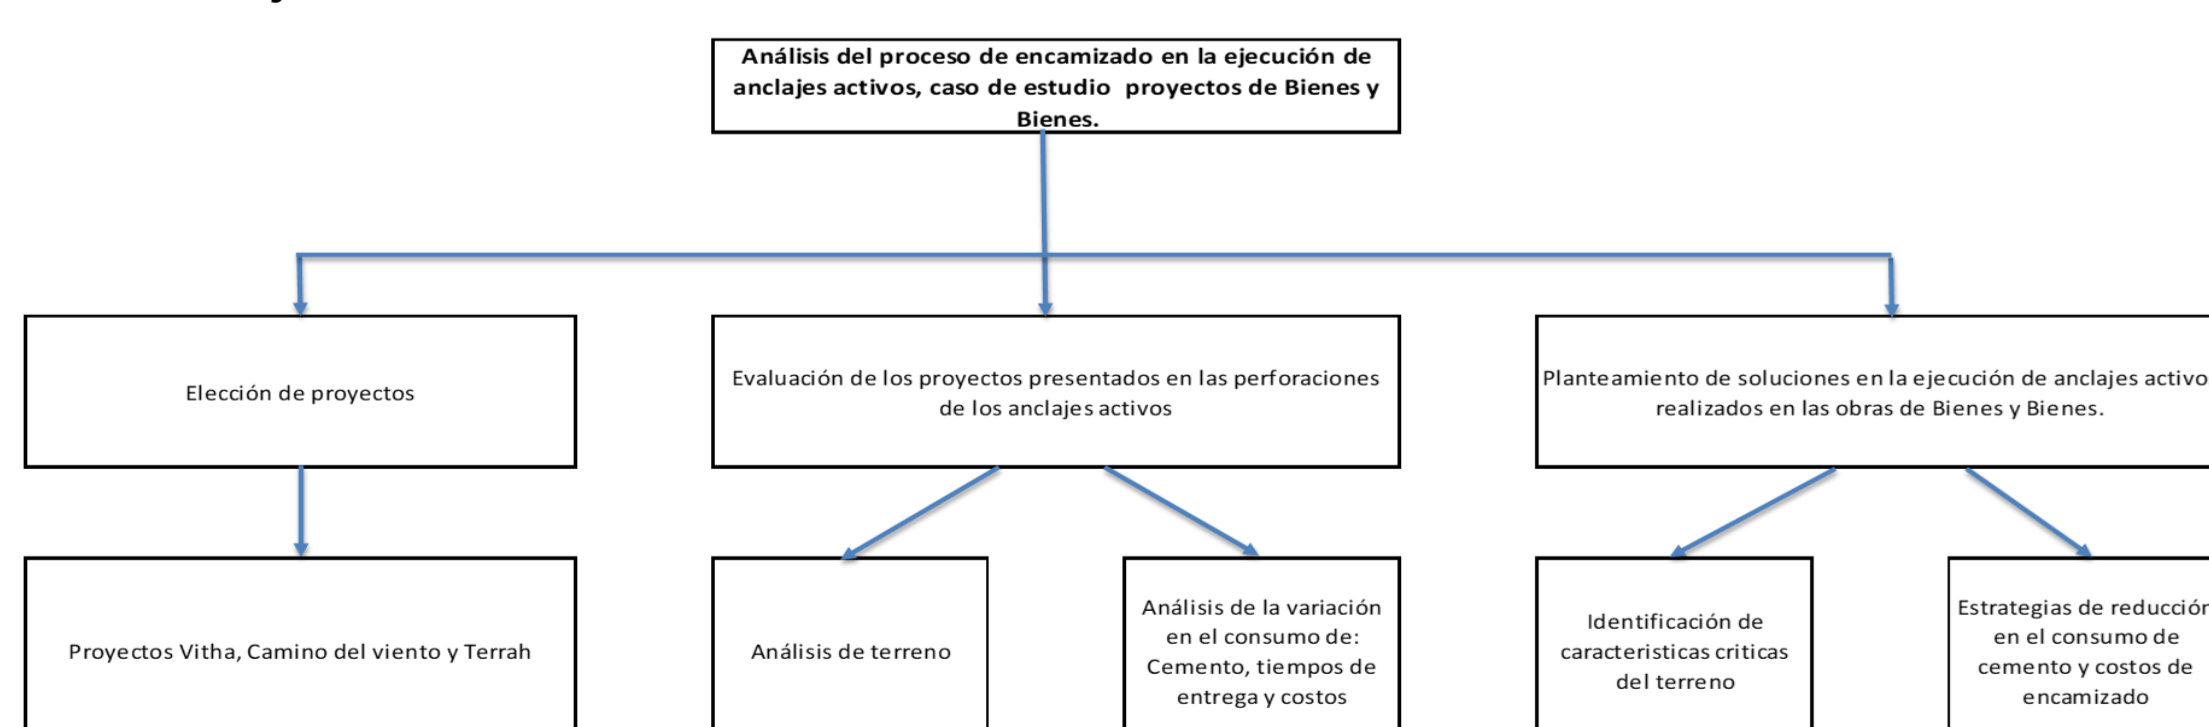 Análisis del proceso de encamizado en la ejecución de
anclajes activos, caso de estudio proyectos de Bienes y
Bienes.
Elección de proyectos
Evaluación de los proyectos presentados en las perforaciones
de los anclajes activos
Planteamiento de soluciones en la ejecución de anclajes activo
realizados en las obras de Bienes y Bienes.
Proyectos Vitha, Camino del viento y Terrah
Análisis de terreno
Análisis de la variación
en el consumo de:
Cemento, tiempos de
entrega y costos
Identificación de
caracteristicas criticas
del terreno
Estrategias de reducción
en el consumo de
cemento y costos de
encamizado